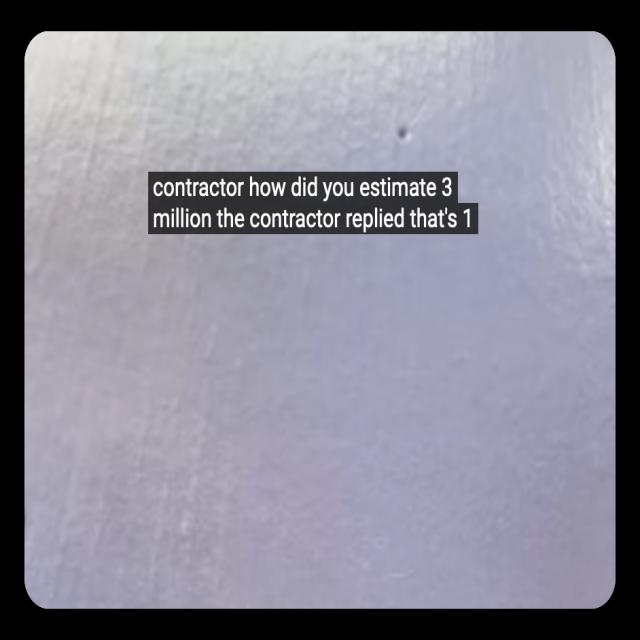 contractor how did you estimate 3
million the contractor replied that's 1